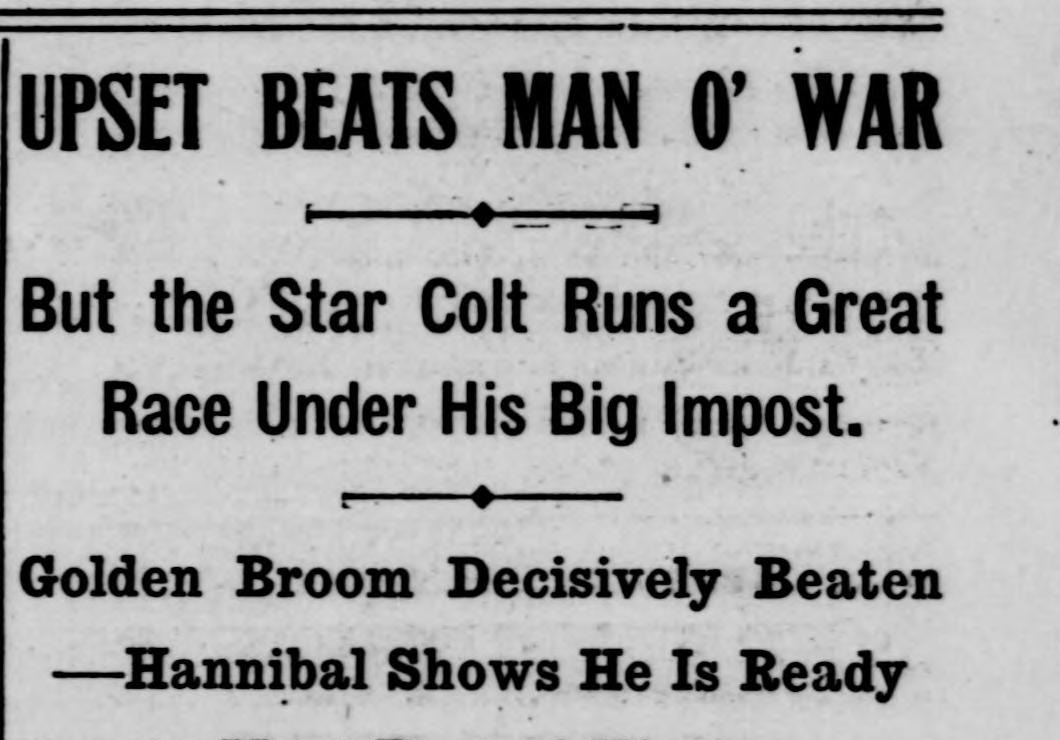 UPSET BEATS MAN O' WAR
But the Star Colt Runs a Great
Race Under His Big Impost.
Golden Broom Decisively Beaten
—Hannibal Shows He Is Ready